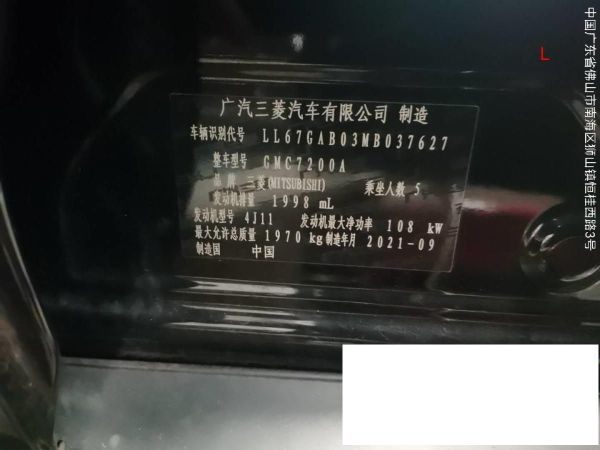 广汽三菱汽车有限公司 制造
车辆识别代号 LL67GAB03MB037627
整车型号 GMC7200A
品牌 三菱(MITSUBISHI) 乘坐人数 5
发动机排量 1998 mL
发动机型号 4J11 发动机最大净功率 108 kW
最大允许总质量 1970 kg 制造年月 2021-09
制造国 中国
L
中国广东省佛山市南海区狮山镇恒桂西路3号